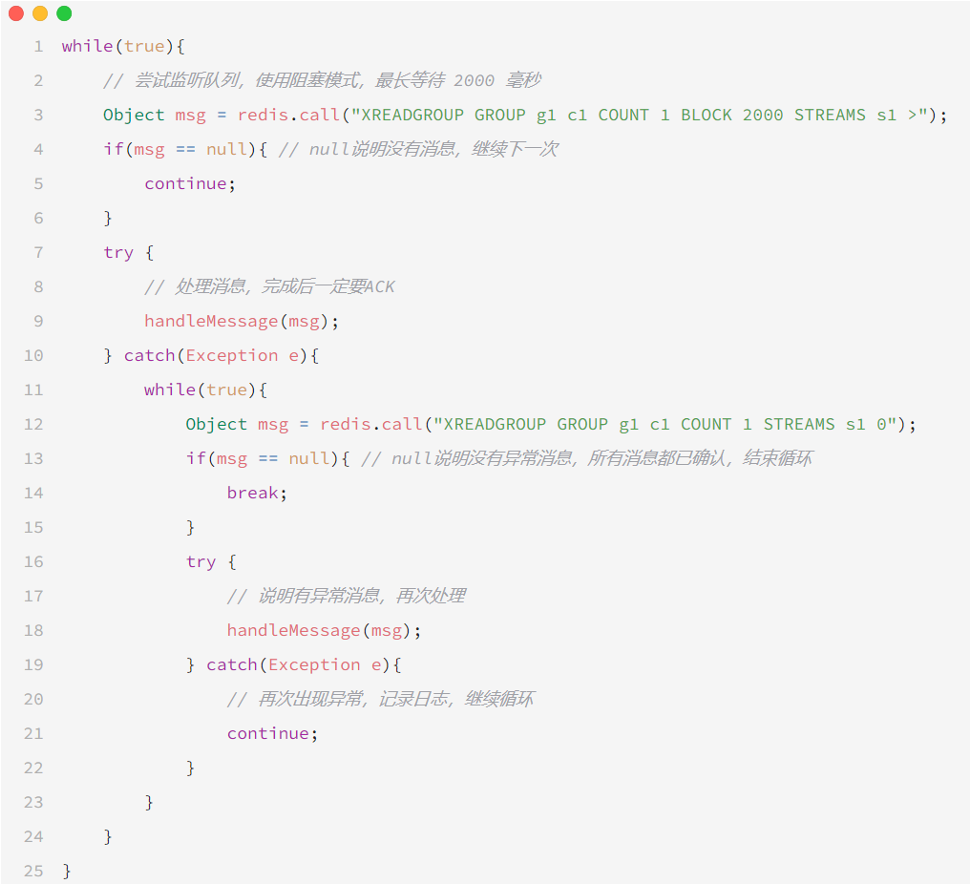 1 while(true){
2 // 尝试监听队列，使用阻塞模式，最长等待 2000 毫秒
3 Object msg = redis.call("XREADGROUP GROUP g1 c1 COUNT 1 BLOCK 2000 STREAMS s1 >");
4 if(msg == null){ // null说明没有消息，继续下一次
5 continue;
6 }
7 try {
8 // 处理消息，完成后一定要ACK
9 handleMessage(msg);
10 } catch(Exception e){
11 while(true){
12 Object msg = redis.call("XREADGROUP GROUP g1 c1 COUNT 1 STREAMS s1 0");
13 if(msg == null){ // null说明没有异常消息，所有消息都已确认，结束循环
14 break;
15 }
16 try {
17 // 说明有异常消息，再次处理
18 handleMessage(msg);
19 } catch(Exception e){
20 // 再次出现异常，记录日志，继续循环
21 continue;
22 }
23 }
24 }
25 }